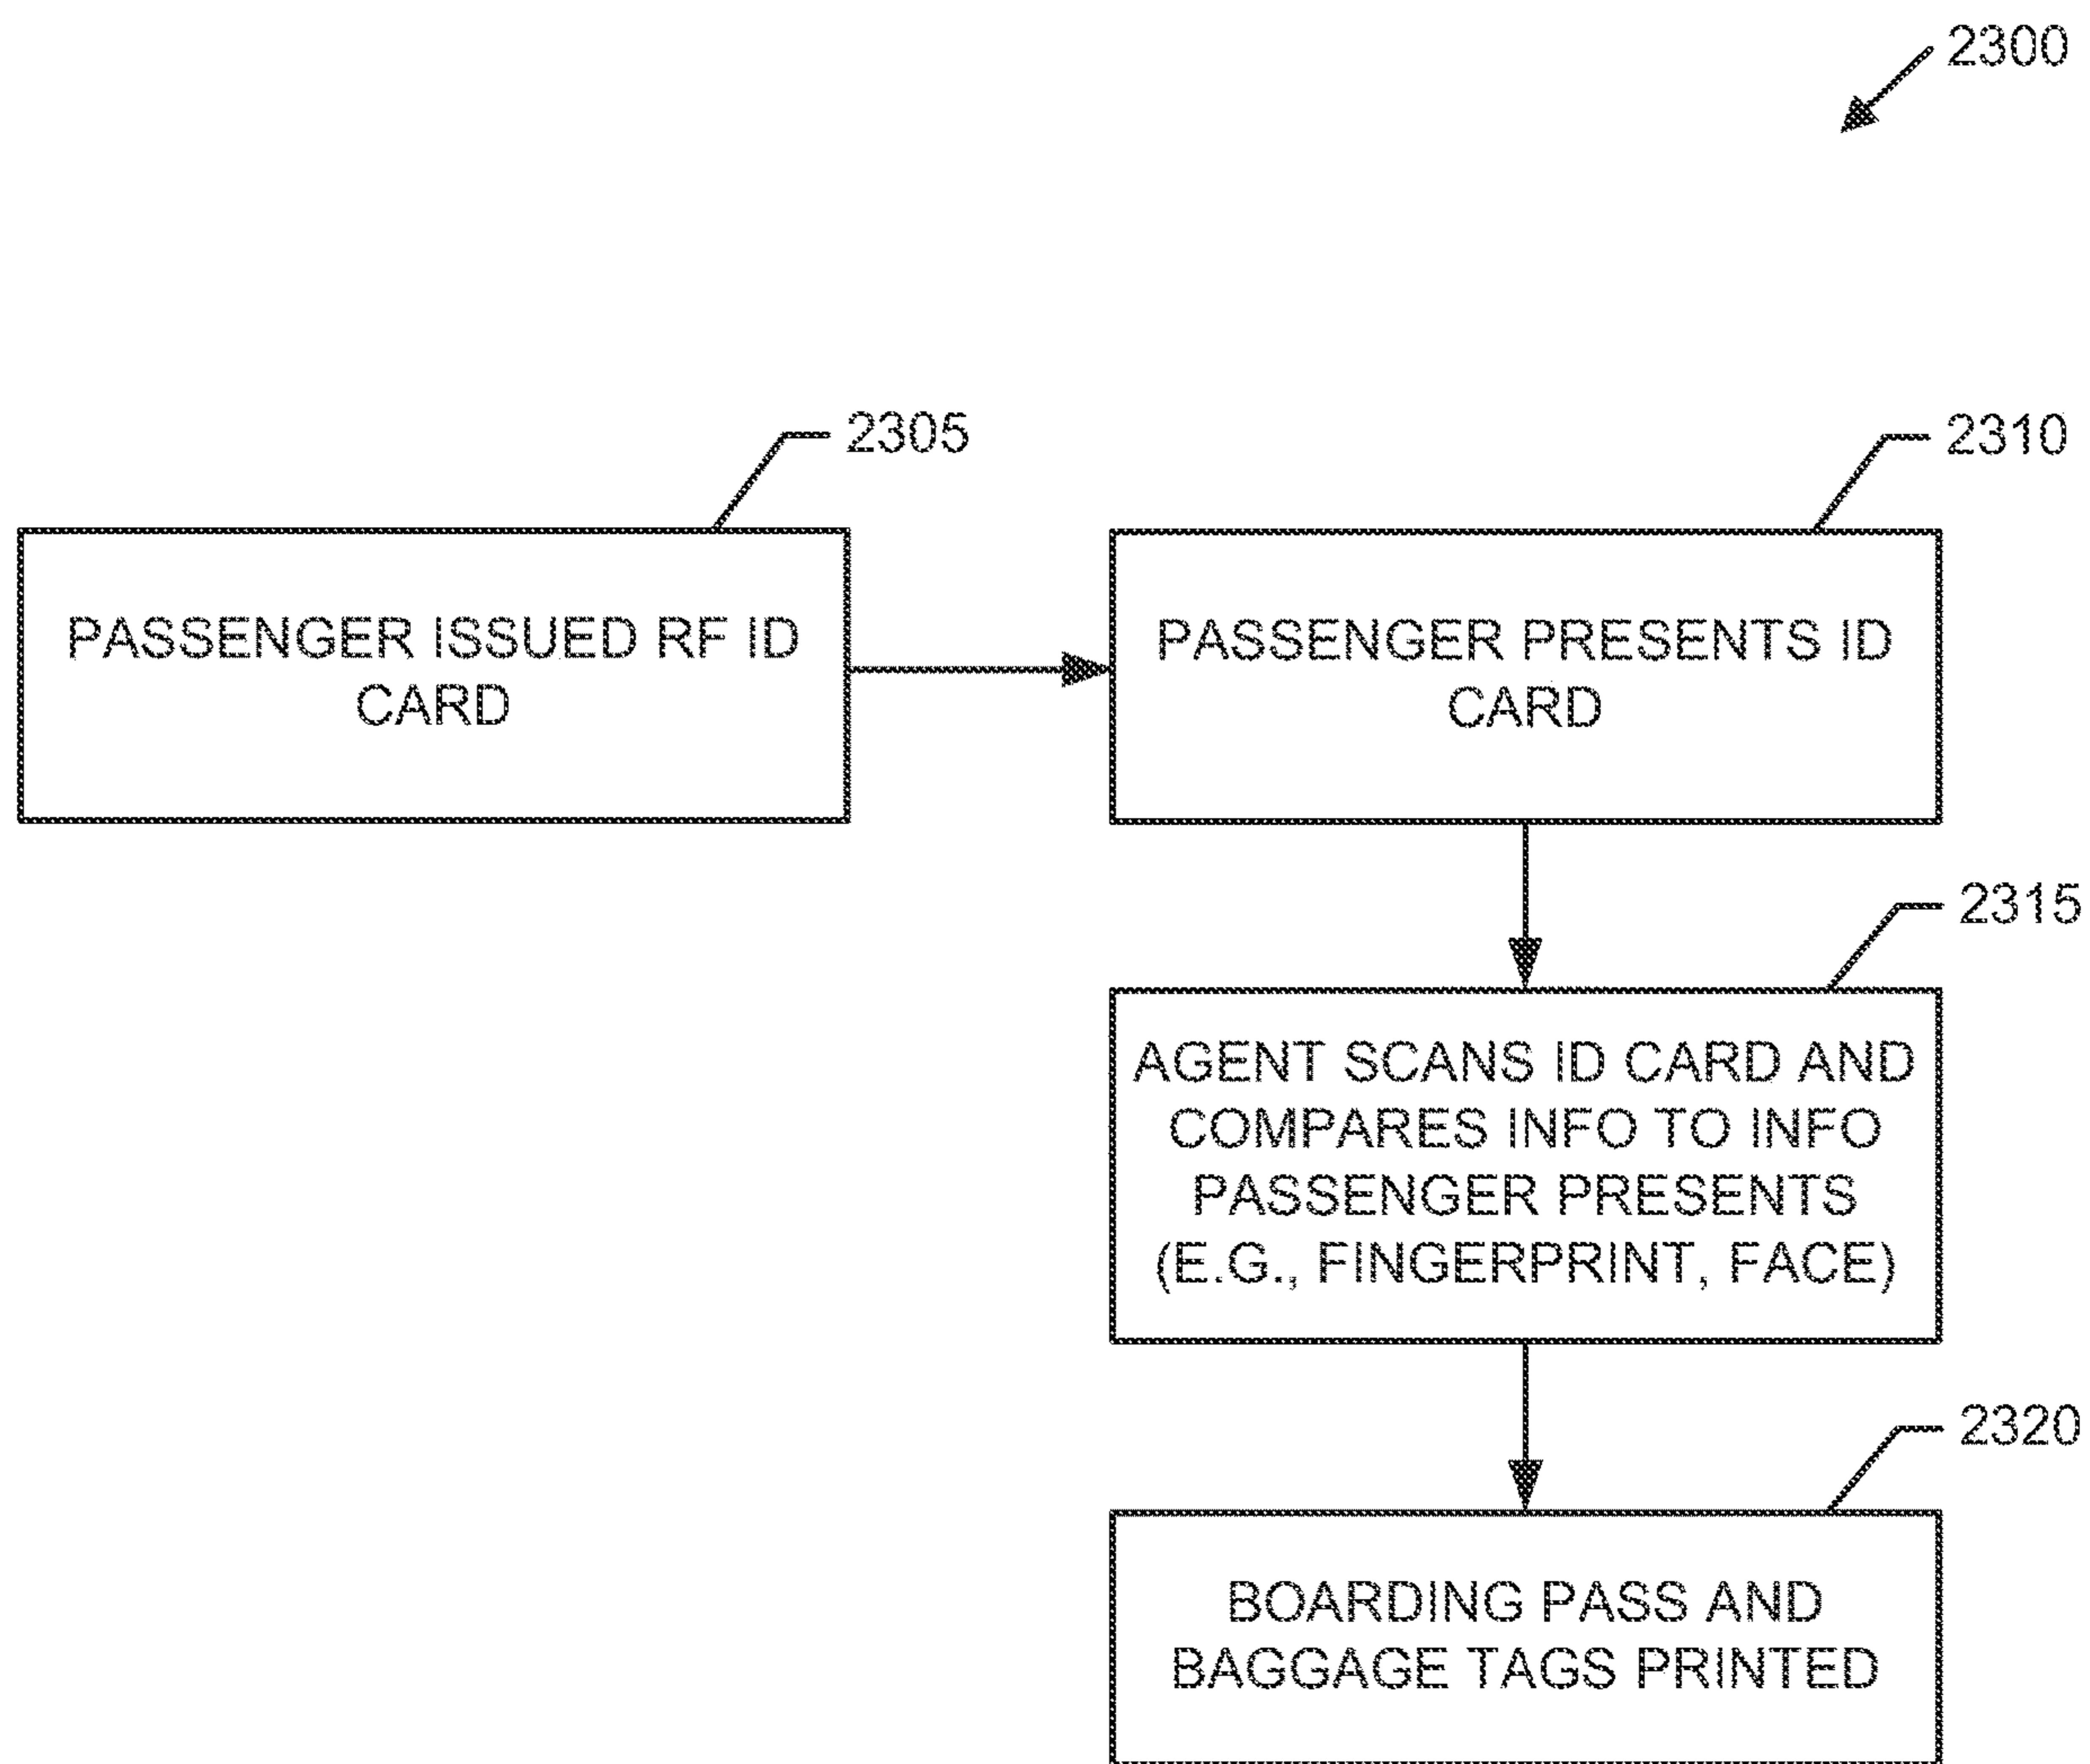 2300
2305
PASSENGER ISSUED RF ID
CARD
2310
PASSENGER PRESENTS ID
CARD
2315
AGENT SCANS ID CARD AND
COMPARES INFO TO INFO
PASSENGER PRESENTS
(E.G., FINGERPRINT, FACE)
2320
BOARDING PASS AND
BAGGAGE TAGS PRINTED